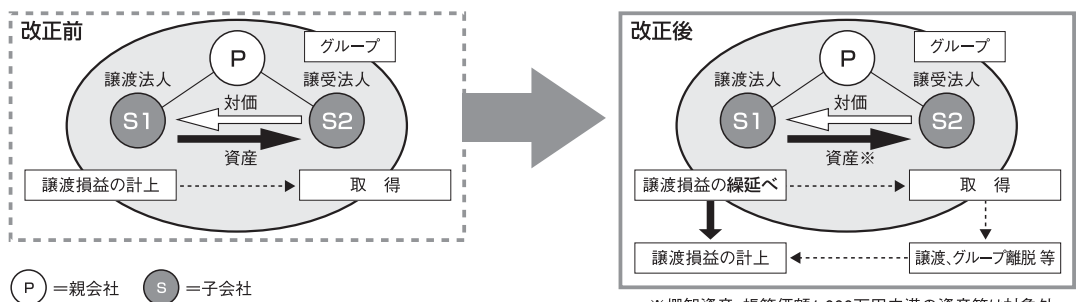 改正前
P
グループ
譲渡法人
譲受法人
対価
S1
S2
資産
譲渡損益の計上
取 得
P =親会社
S =子会社
改正後
P
グループ
譲渡法人
譲受法人
対価
S1
S2
資産※
譲渡損益の繰延べ
取 得
譲渡損益の計上
譲渡、グループ離脱 等